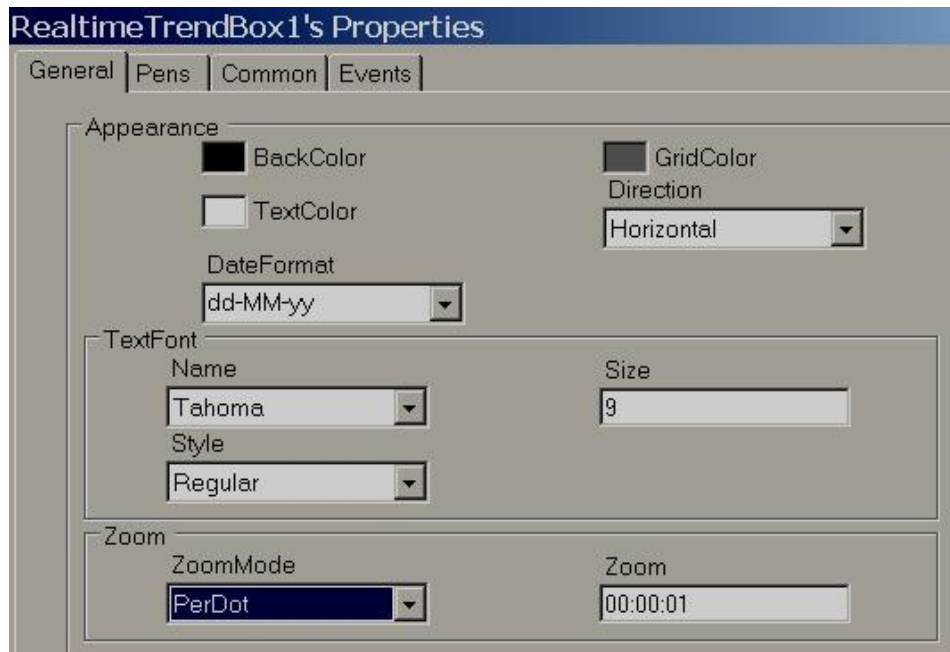 RealtimeTrendBox1's Properties
General Pens Common Events
Appearance
BackColor GridColor
Direction
TextColor
Horizontal
DateFormat
dd-MM-yy
TextFont
Name Size
Tahoma 9
Style
Regular
Zoom
ZoomMode Zoom
PerDot 00:00:01